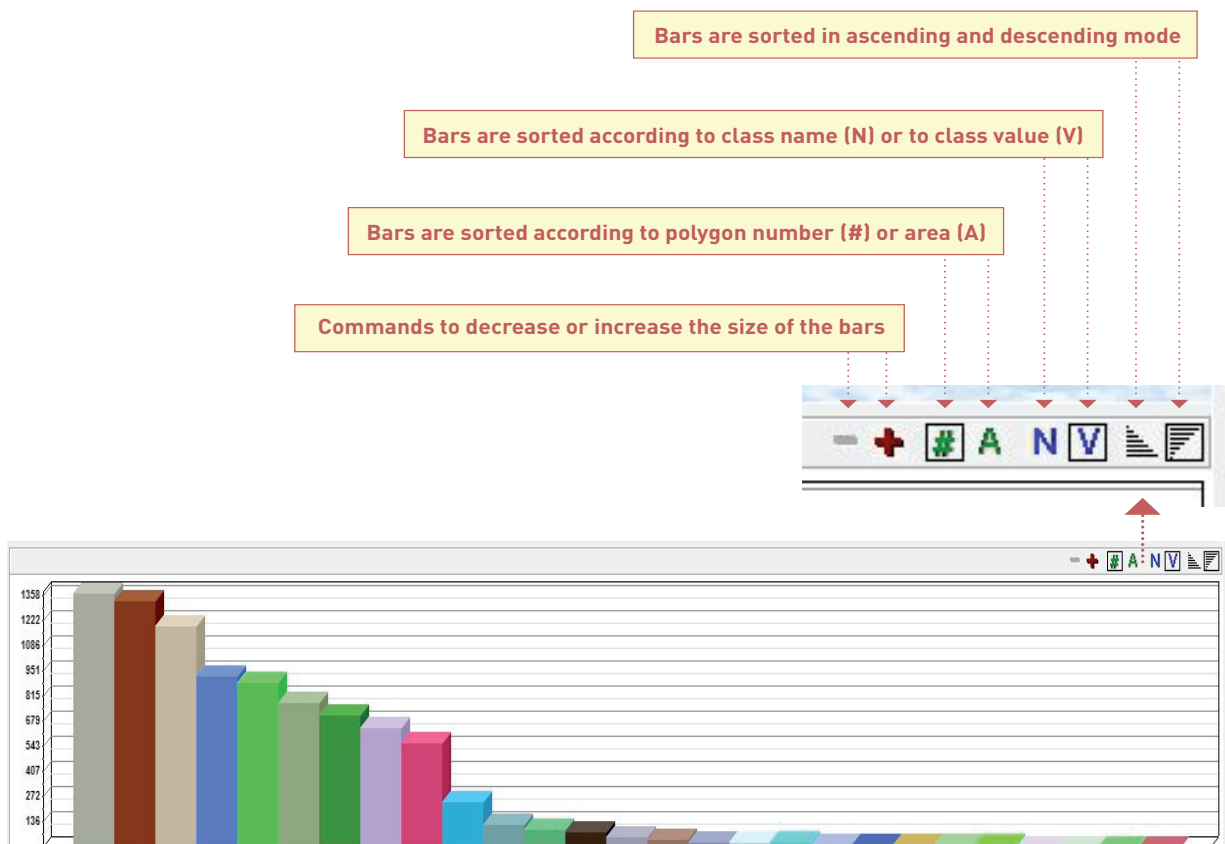 Bars are sorted in ascending and descending mode
Bars are sorted according to class name (N) or to class value (V)
Bars are sorted according to polygon number (#) or area (A)
Commands to decrease or increase the size of the bars
- + # A N V
- + # A N V
1358
1222
1086
951
815
679
543
407
272
136